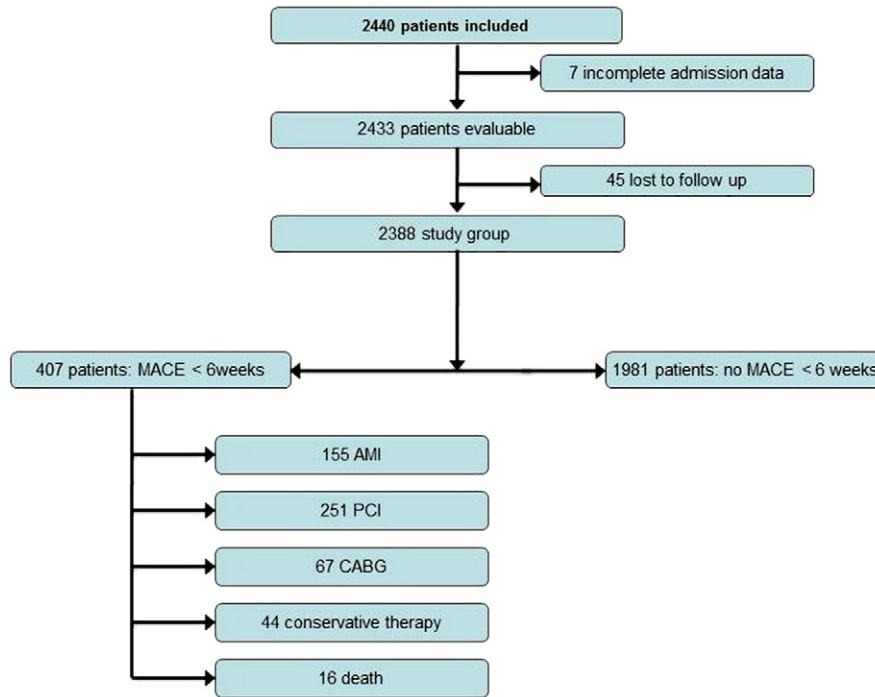 2440 patients included
7 incomplete admission data
2433 patients evaluable
45 lost to follow up
2388 study group
407 patients: MACE < 6weeks
1981 patients: no MACE < 6 weeks
155 AMI
251 PCI
67 CABG
44 conservative therapy
16 death